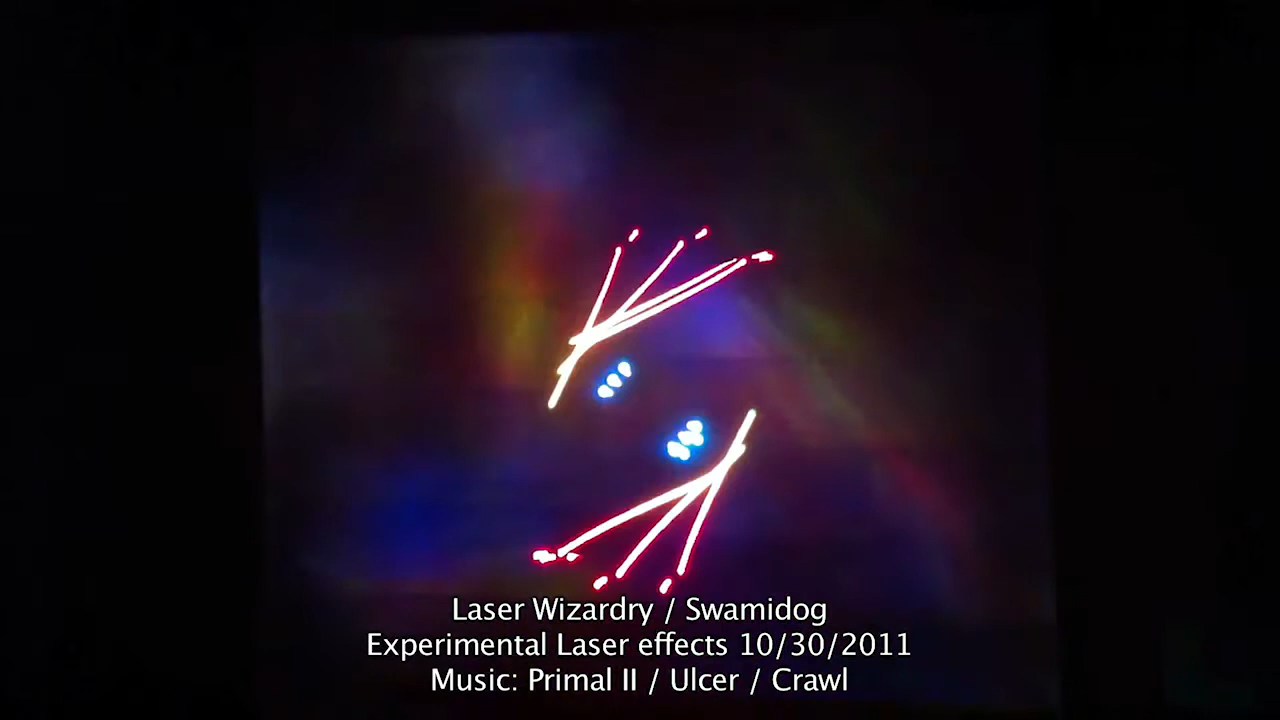 Laser Wizardry / Swamidog
Experimental Laser effects 10/30/2011
Music: Primal II / Ulcer / Crawl